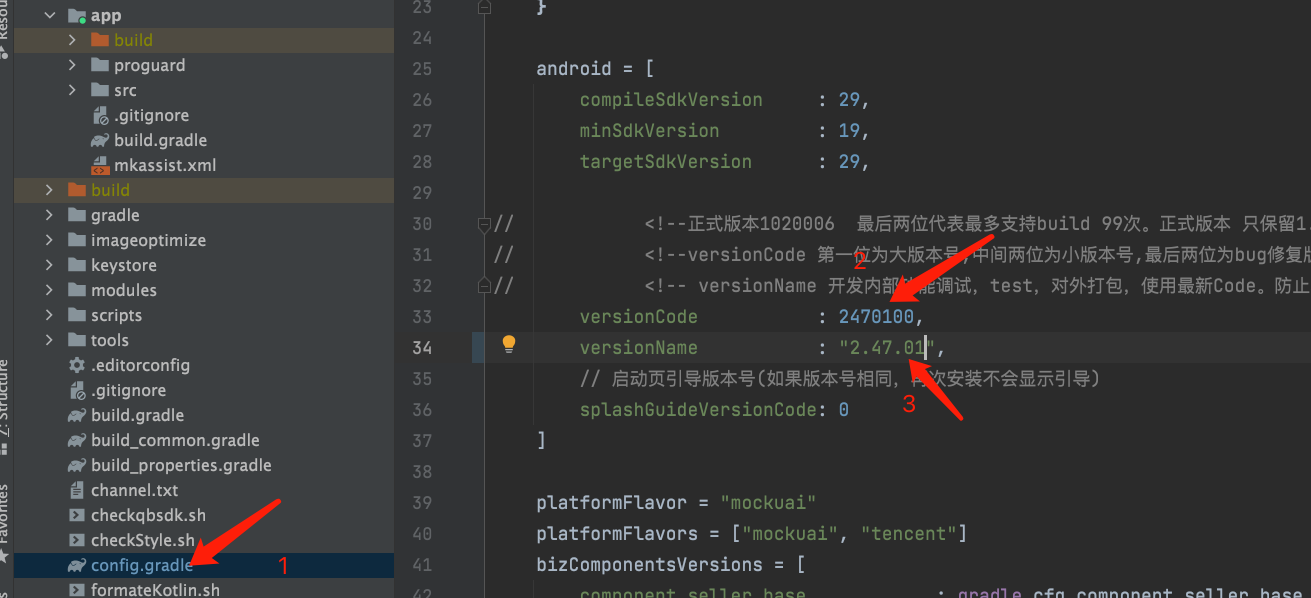 Resou
app
build
proguard
src
.gitignore
build.gradle
mkassist.xml
build
gradle
imageoptimize
keystore
modules
scripts
tools
.editorconfig
.gitignore
build.gradle
build_common.gradle
build_properties.gradle
channel.txt
checkqbsdk.sh
checkStyle.sh
config.gradle
formateKotlin.sh
Z: Structure
Favorites
1
23 }
24
25 android = [
26 compileSdkVersion : 29,
27 minSdkVersion : 19,
28 targetSdkVersion : 29,
29
30 // <!--正式版本1020006 最后两位代表最多支持build 99次。正式版本 只保留1.
31 // <!--versionCode 第一位为大版本号,中间两位为小版本号,最后两位为bug修复版
32 // <!-- versionName 开发内部功能调试，test，对外打包，使用最新Code。防止
33 versionCode : 2470100,
34 versionName : "2.47.01",
35 // 启动页引导版本号(如果版本号相同，再次安装不会显示引导)
36 splashGuideVersionCode: 0
37 ]
38
39 platformFlavor = "mockuai"
40 platformFlavors = ["mockuai", "tencent"]
41 bizComponentsVersions = [
42 component_seller_base : gradle.cfg_component_seller_base
2
3